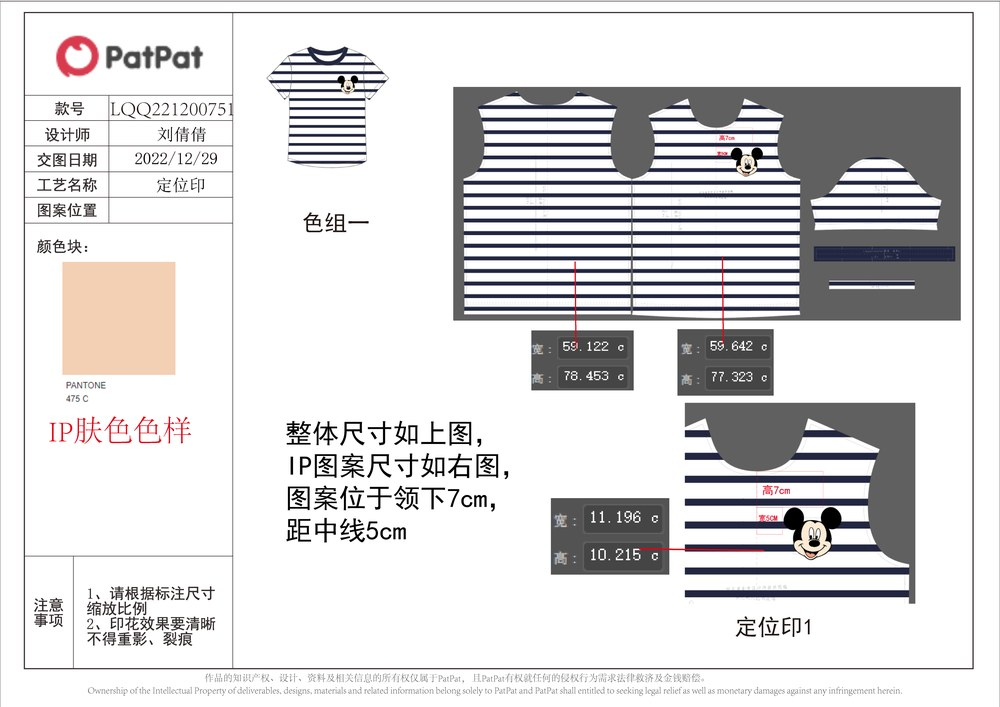 PatPat
款号 LQQ221200751
设计师 刘倩倩
交图日期 2022/12/29
工艺名称 定位印
图案位置
颜色块：
PANTONE
475 C
IP肤色色样
注意
事项
1、请根据标注尺寸
缩放比例
2、印花效果要清晰
不得重影、裂痕
色组一
高7cm
宽5CM
宽： 59.122 c
高： 78.453 c
宽： 59.642 c
高： 77.323 c
整体尺寸如上图，
IP图案尺寸如右图，
图案位于领下7cm，
距中线5cm
高7cm
宽5CM
宽： 11.196 c
高： 10.215 c
定位印1
作品的知识产权、设计、资料及相关信息的所有权仅属于PatPat， 且PatPat有权就任何的侵权行为需求法律救济及金钱赔偿。
Ownership of the Intellectual Property of deliverables, designs, materials and related information belong solely to PatPat and PatPat shall entitled to seeking legal relief as well as monetary damages against any infringement herein.